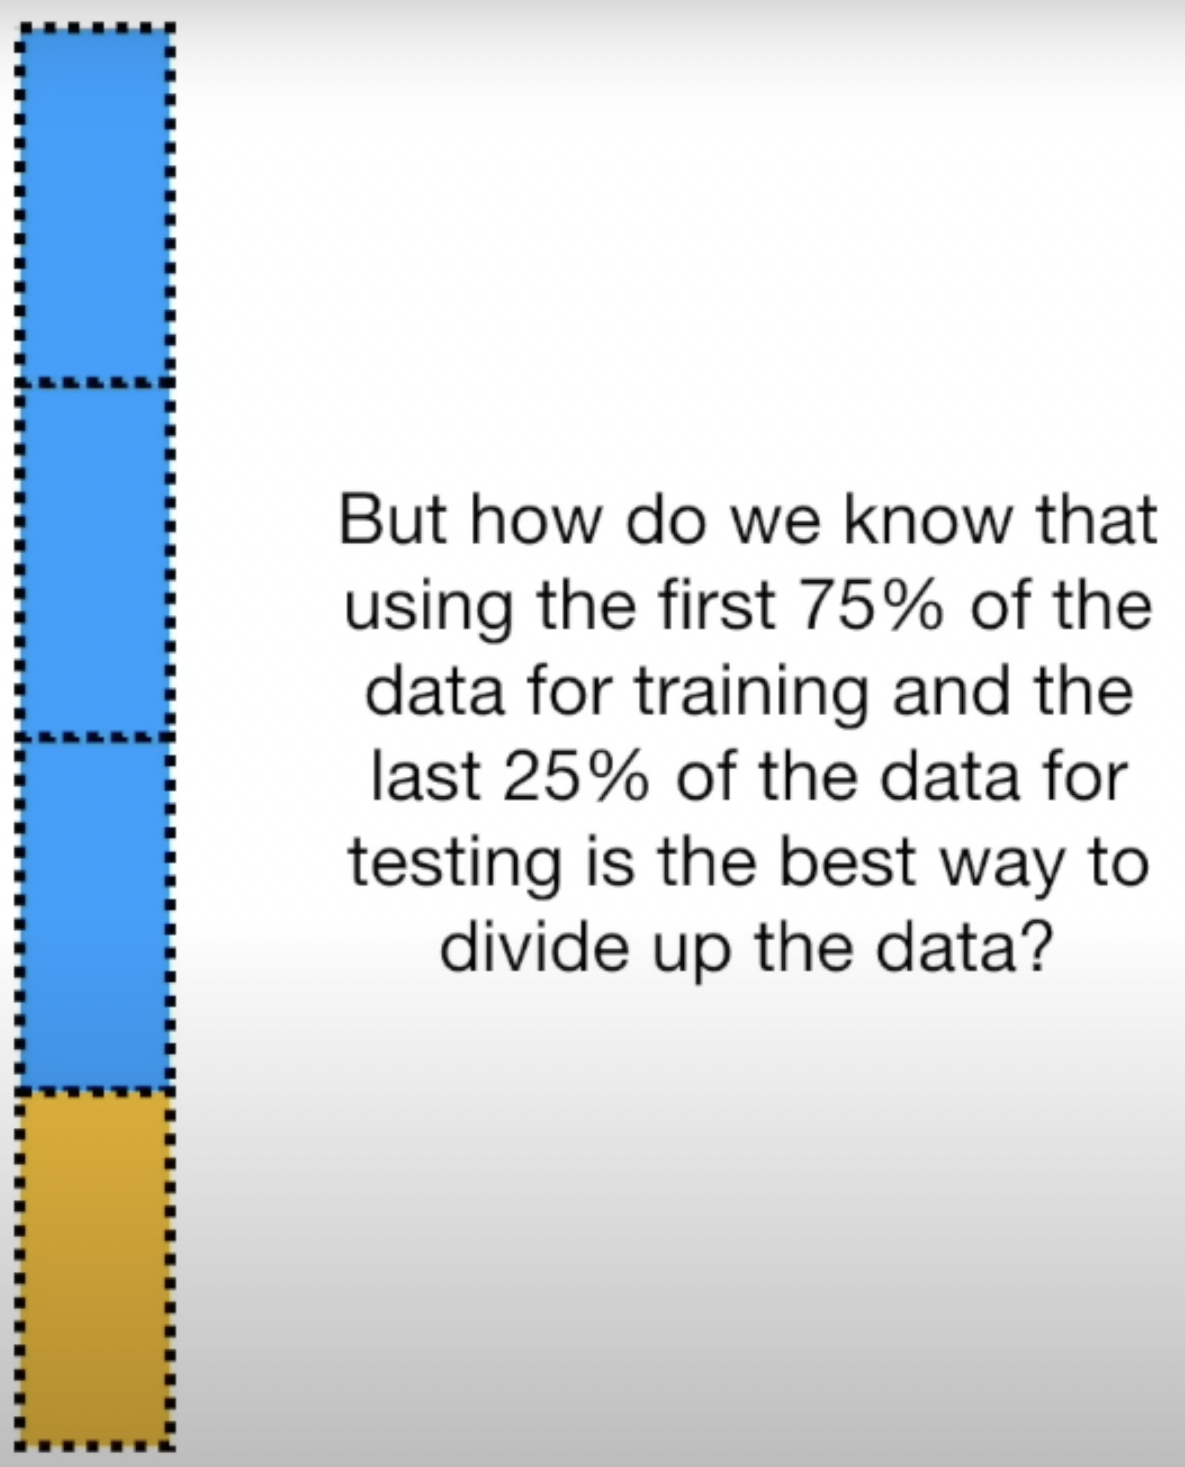 But how do we know that
using the first 75% of the
data for training and the
last 25% of the data for
testing is the best way to
divide up the data?